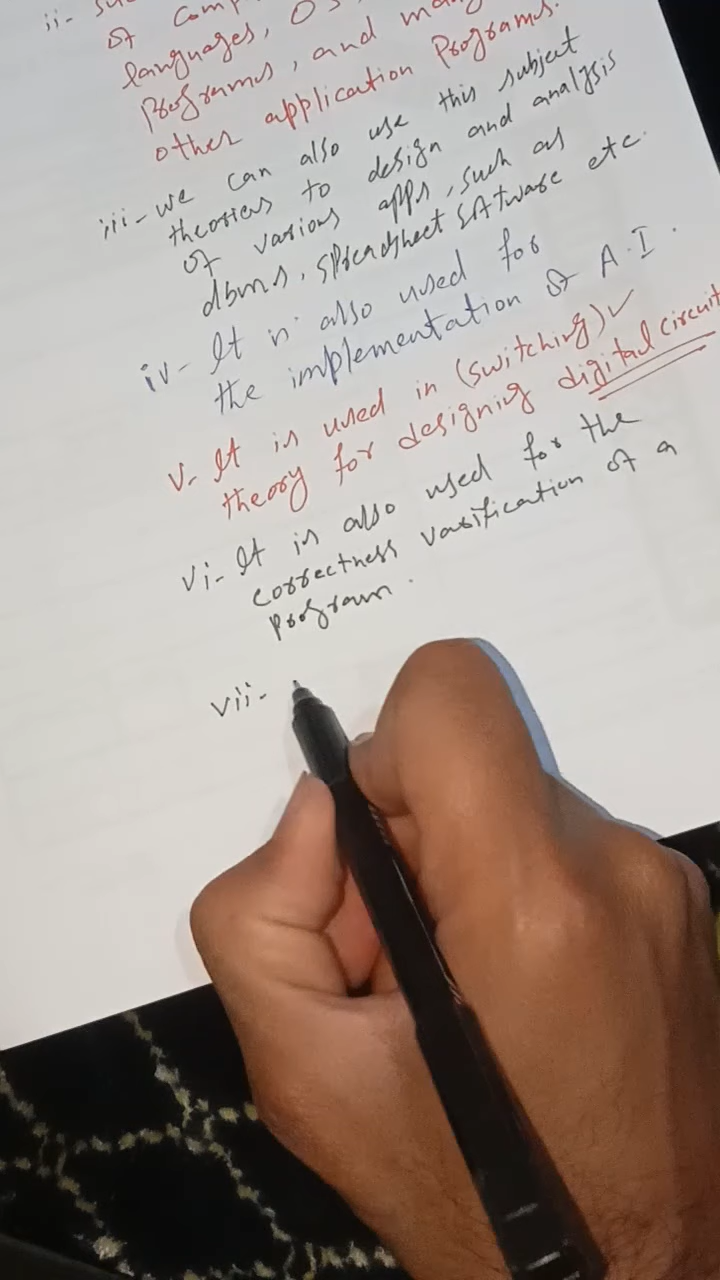 ii-
of comp
languages, OS
Programs, and many
other application Programs.
iii- we can also use this subject
theories to design and analysis
of various apps, such as
dbms, spreadsheet software etc.
iv- It is also used for
the implementation of A.I.
v- It is used in (switching)✓
theory for designing digital circuit
vi- It is also used for the
correctness varification of a
Program.
vii-